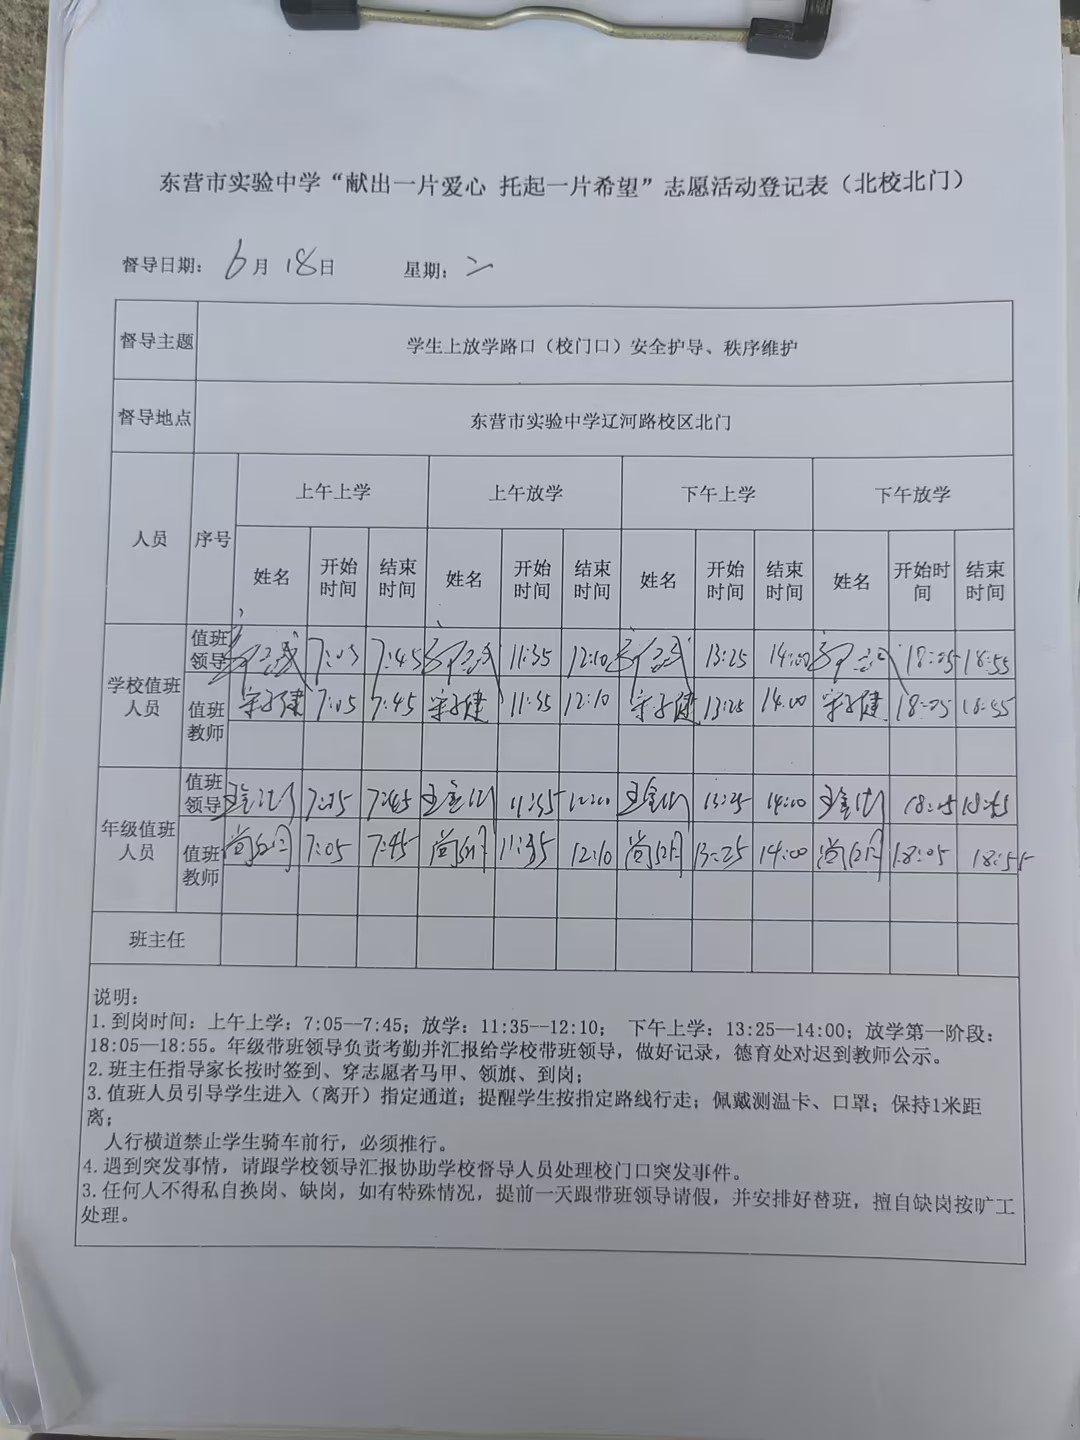 东营市实验中学“献出一片爱心 托起一片希望”志愿活动登记表（北校北门）
督导日期： 6月 18日 星期：二
督导主题 学生上放学路口（校门口）安全护导、秩序维护
督导地点 东营市实验中学辽河路校区北门
人员 序号 上午上学 上午放学 下午上学 下午放学
姓名 开始时间 结束时间 姓名 开始时间 结束时间 姓名 开始时间 结束时间 姓名 开始时间 结束时间
学校值班人员
值班领导 7:05 7:45 11:35 12:10 13:25 14:00 18:55
值班教师 宋子健 7:05 7:45 宋子健 11:35 12:10 宋子健 13:25 14:00 宋子健 18:55
年级值班人员
值班领导 7:45 11:35 13:25 14:00
值班教师 7:05 7:45 11:35 12:10 13:25 14:00 18:05 18:55
班主任
说明：
1.到岗时间：上午上学：7:05--7:45；放学：11:35--12:10； 下午上学：13:25—14:00；放学第一阶段：
18:05—18:55。年级带班领导负责考勤并汇报给学校带班领导，做好记录，德育处对迟到教师公示。
2.班主任指导家长按时签到、穿志愿者马甲、领旗、到岗；
3.值班人员引导学生进入（离开）指定通道；提醒学生按指定路线行走；佩戴测温卡、口罩；保持1米距
离；
人行横道禁止学生骑车前行，必须推行。
4.遇到突发事情，请跟学校领导汇报协助学校督导人员处理校门口突发事件。
3.任何人不得私自换岗、缺岗，如有特殊情况，提前一天跟带班领导请假，并安排好替班，擅自缺岗按旷工
处理。